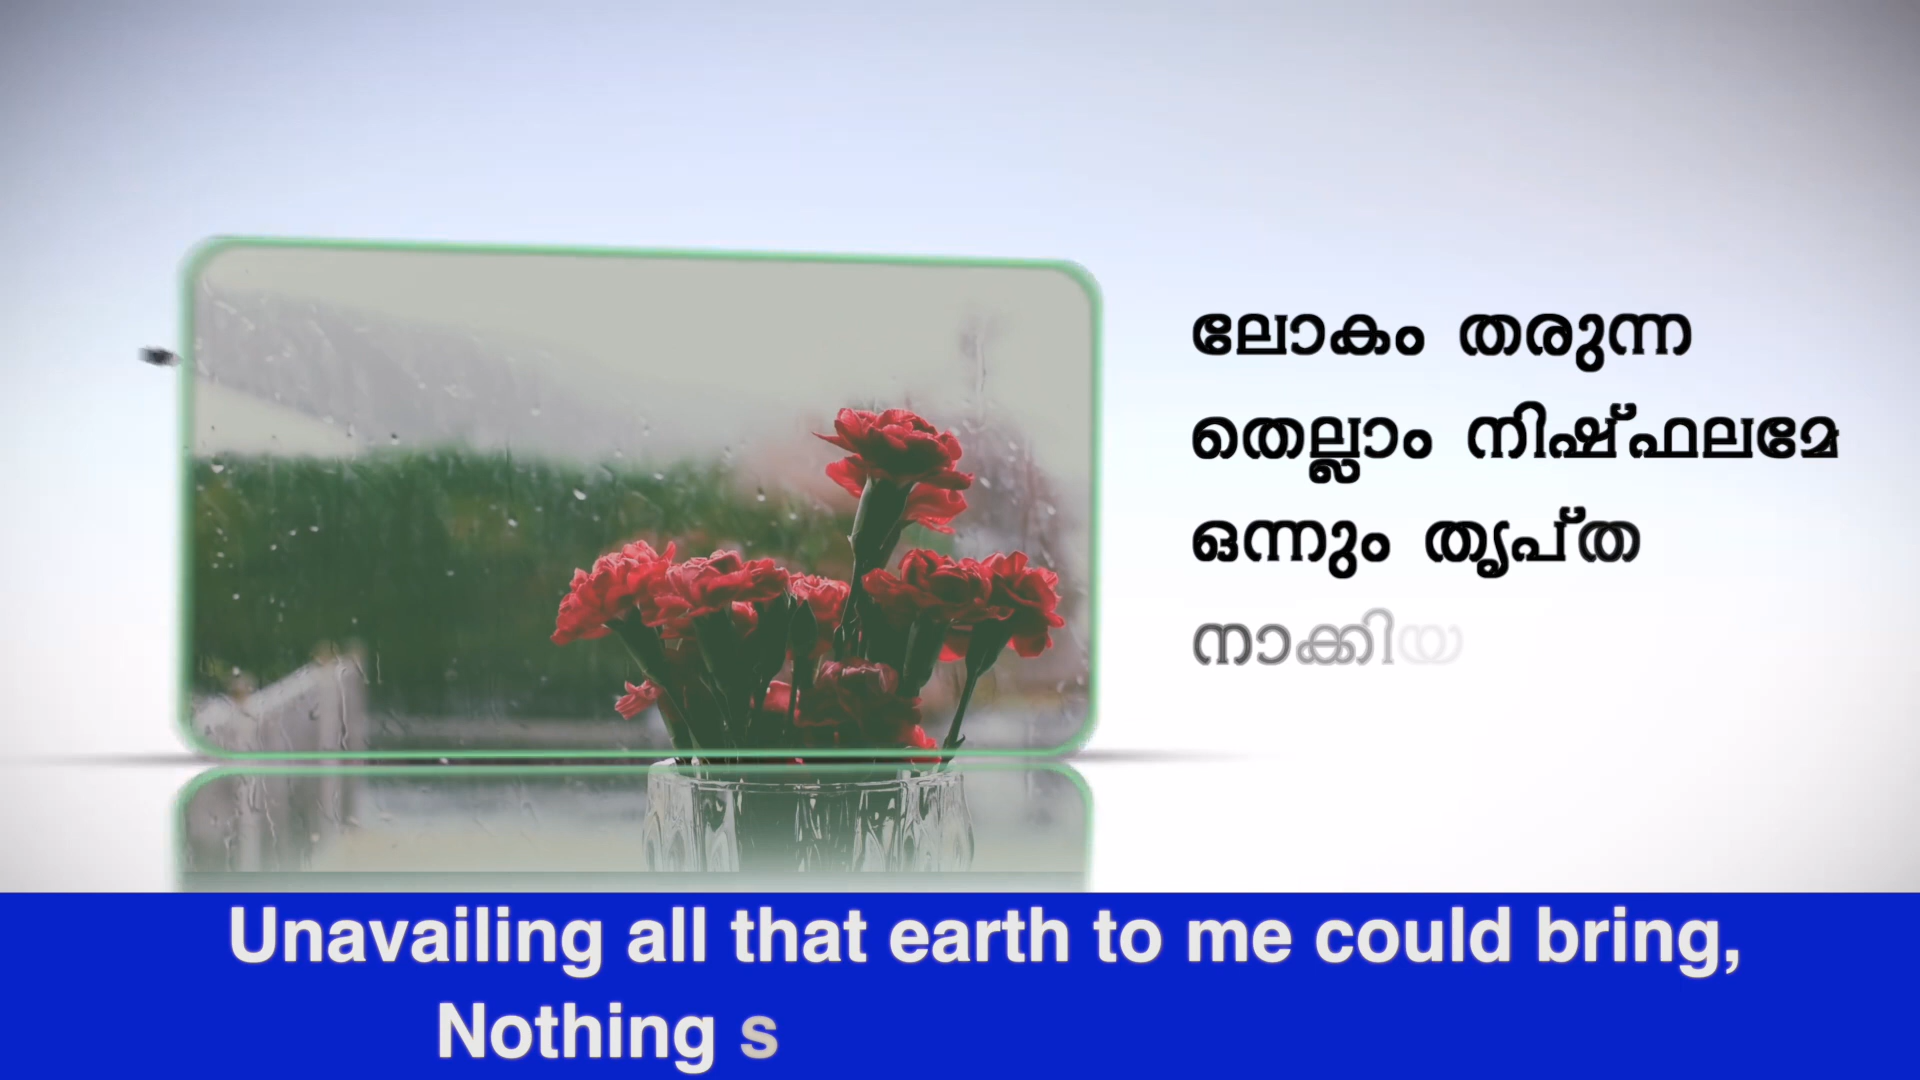 ലോകം തരുന്ന
തെല്ലാം നിഷ്ഫലമേ
ഒന്നും തൃപ്ത
നാക്കിയ
Unavailing all that earth to me could bring,
Nothing s